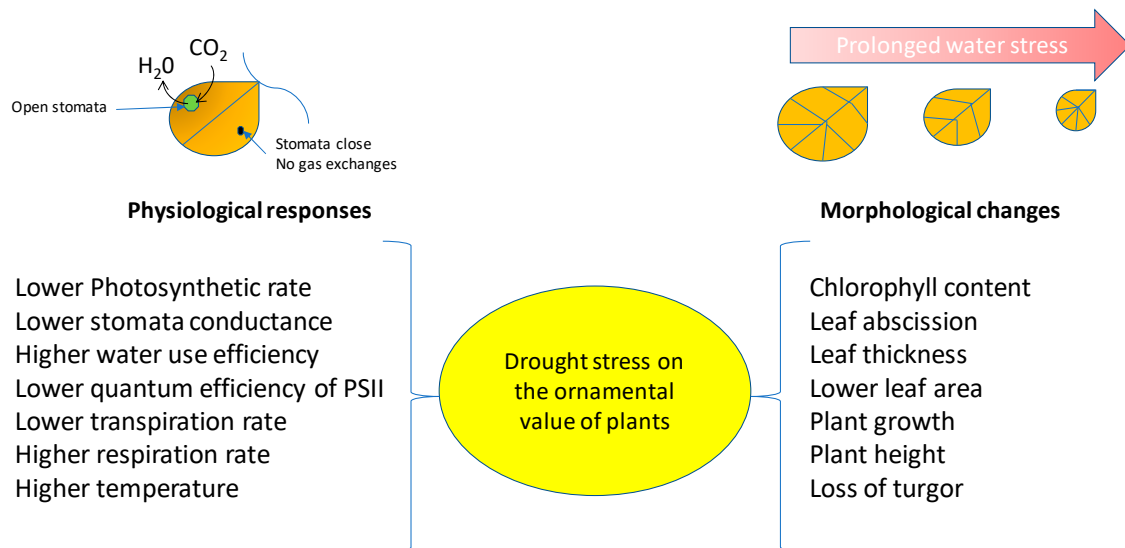 CO2
H20
Open stomata
Stomata close
No gas exchanges
Prolonged water stress
Physiological responses
Morphological changes
Lower Photosynthetic rate
Lower stomata conductance
Higher water use efficiency
Lower quantum efficiency of PSII
Lower transpiration rate
Higher respiration rate
Higher temperature
Drought stress on
the ornamental
value of plants
Chlorophyll content
Leaf abscission
Leaf thickness
Lower leaf area
Plant growth
Plant height
Loss of turgor